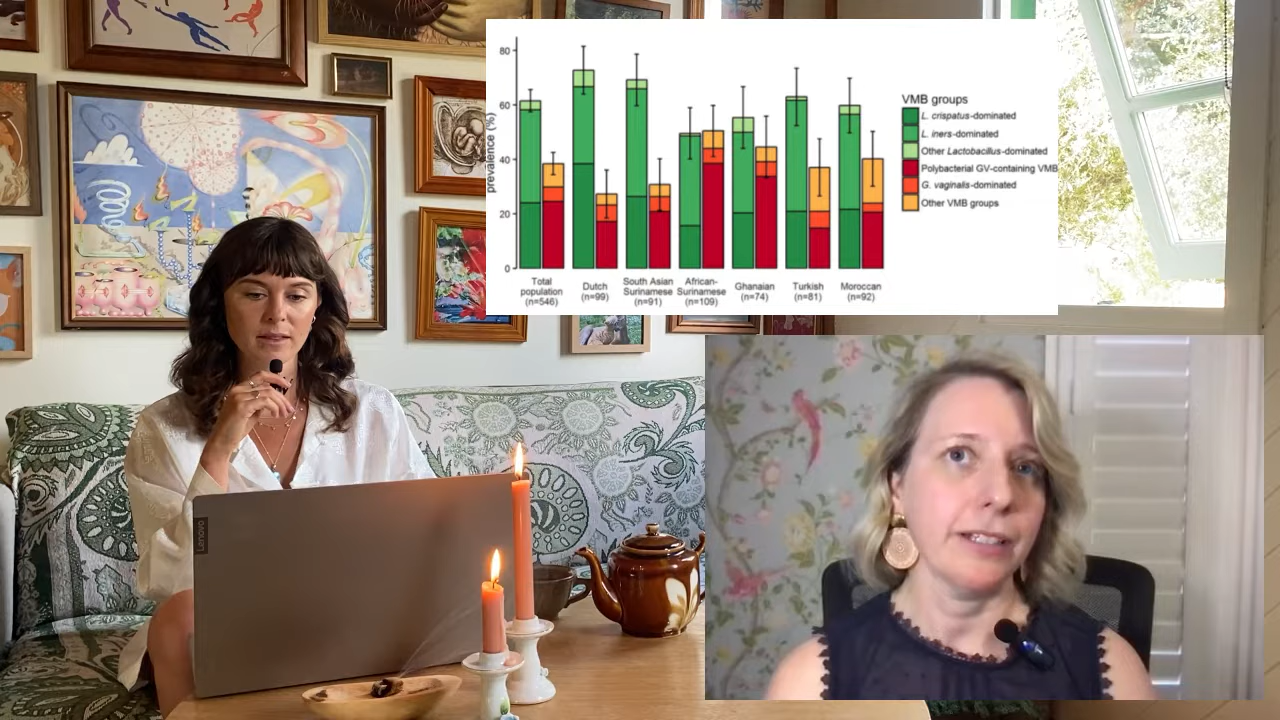 80
60
40
20
0
prevalence (%)
Total
population
(n=546)
Dutch
(n=99)
South Asian
Surinamese
(n=91)
African-
Surinamese
(n=109)
Ghanaian
(n=74)
Turkish
(n=81)
Moroccan
(n=92)
VMB groups
L. crispatus-dominated
L. iners-dominated
Other Lactobacillus-dominated
Polybacterial GV-containing VMB
G. vaginalis-dominated
Other VMB groups
Lenovo